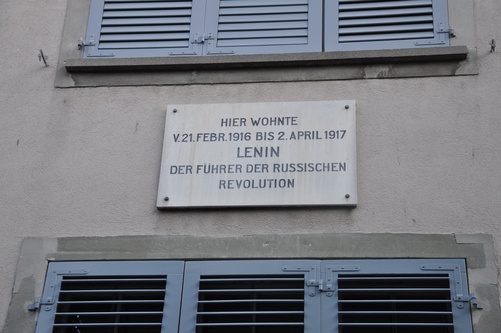 HIER WOHNTE
V. 21. FEBR. 1916 BIS 2. APRIL 1917
LENIN
DER FÜHRER DER RUSSISCHEN
REVOLUTION